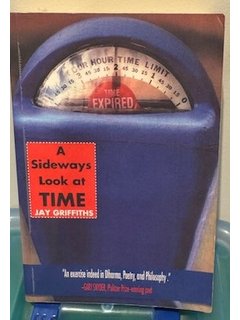 HOUR TIME LIMIT
TIME
EXPIRED
A
Sideways
Look at
TIME
JAY GRIFFITHS
"An exercise indeed in Dharma, Poetry, and Philosophy."
—GARY SNYDER, Pulitzer Prize-winning poet